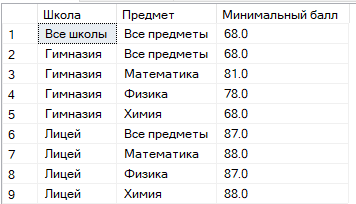 Школа Предмет Минимальный балл
1 Все школы Все предметы 68.0
2 Гимназия Все предметы 68.0
3 Гимназия Математика 81.0
4 Гимназия Физика 78.0
5 Гимназия Химия 68.0
6 Лицей Все предметы 87.0
7 Лицей Математика 88.0
8 Лицей Физика 87.0
9 Лицей Химия 88.0